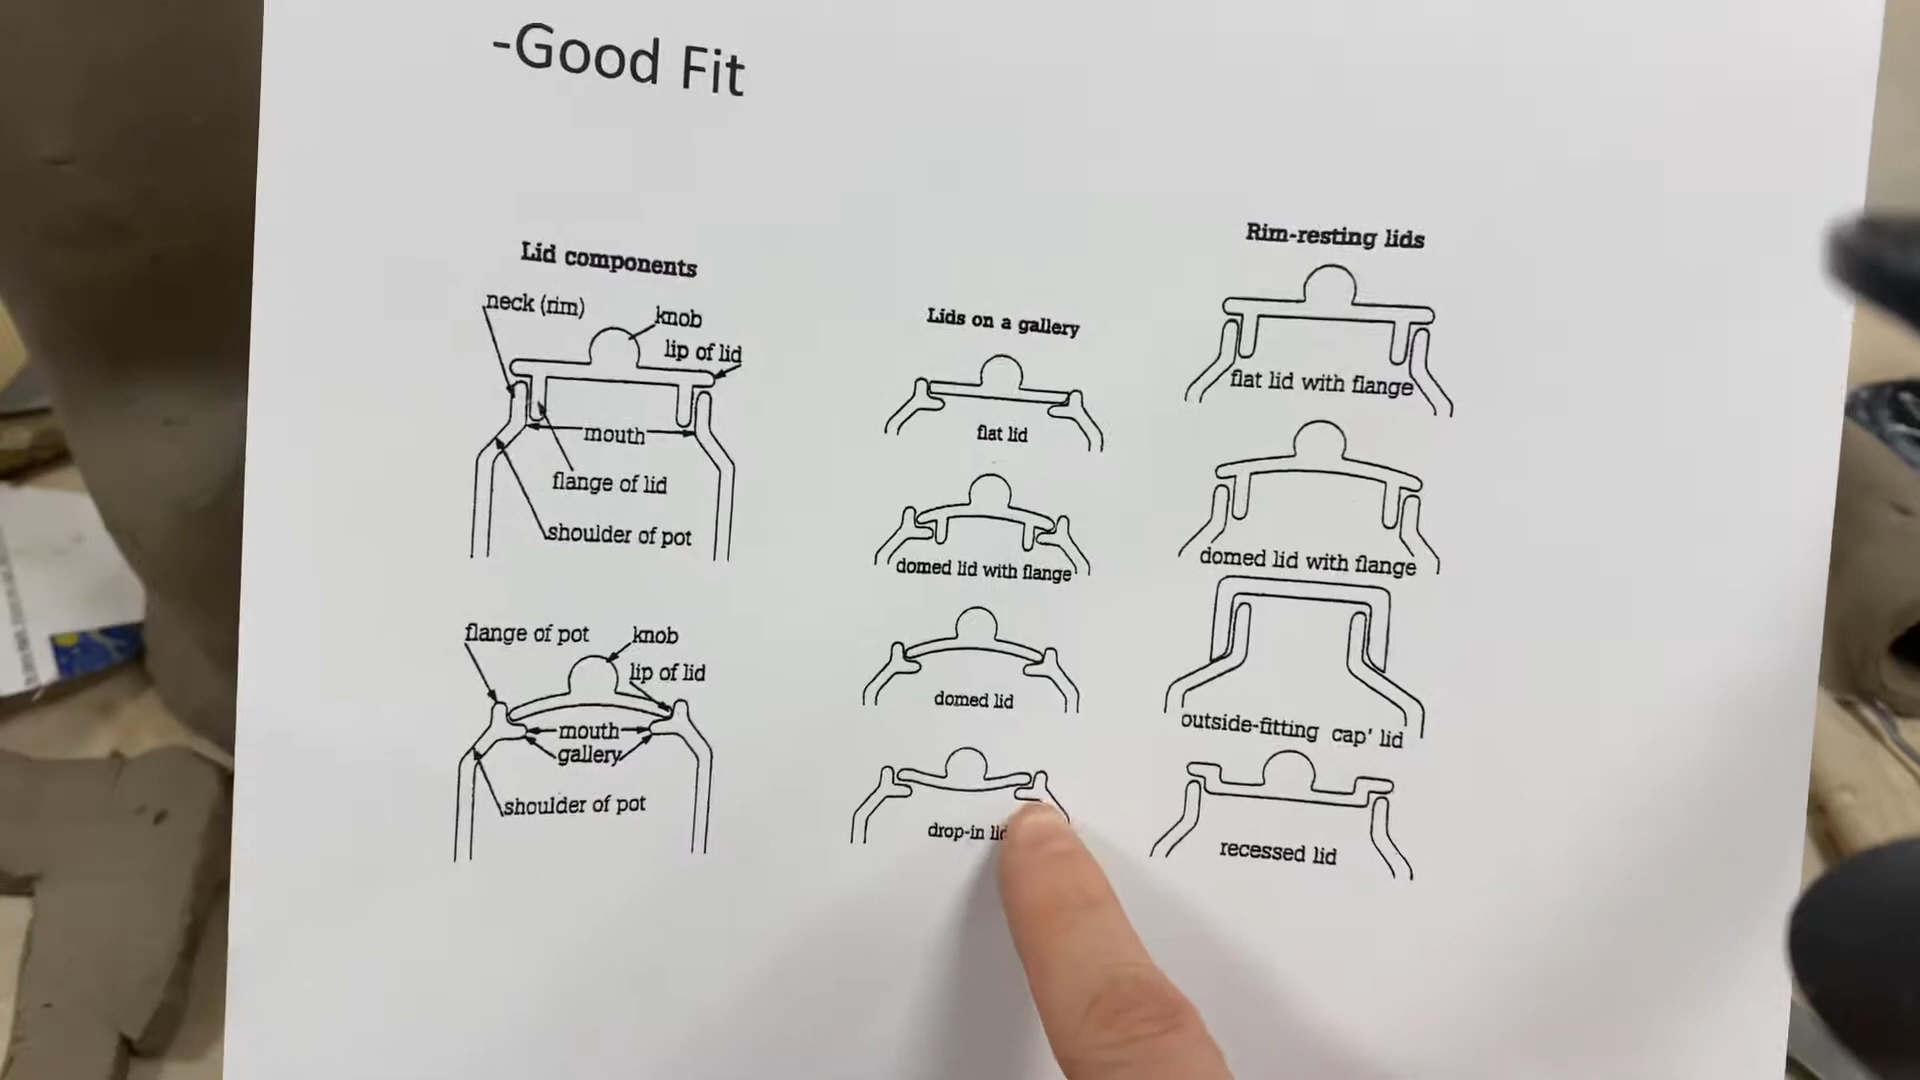 -Good Fit
Lid components
neck (rim)
knob
lip of lid
mouth
flange of lid
shoulder of pot
flange of pot
knob
lip of lid
mouth
gallery
shoulder of pot
Lids on a gallery
flat lid
domed lid with flange
domed lid
drop-in
Rim-resting lids
flat lid with flange
domed lid with flange
outside-fitting cap' lid
recessed lid